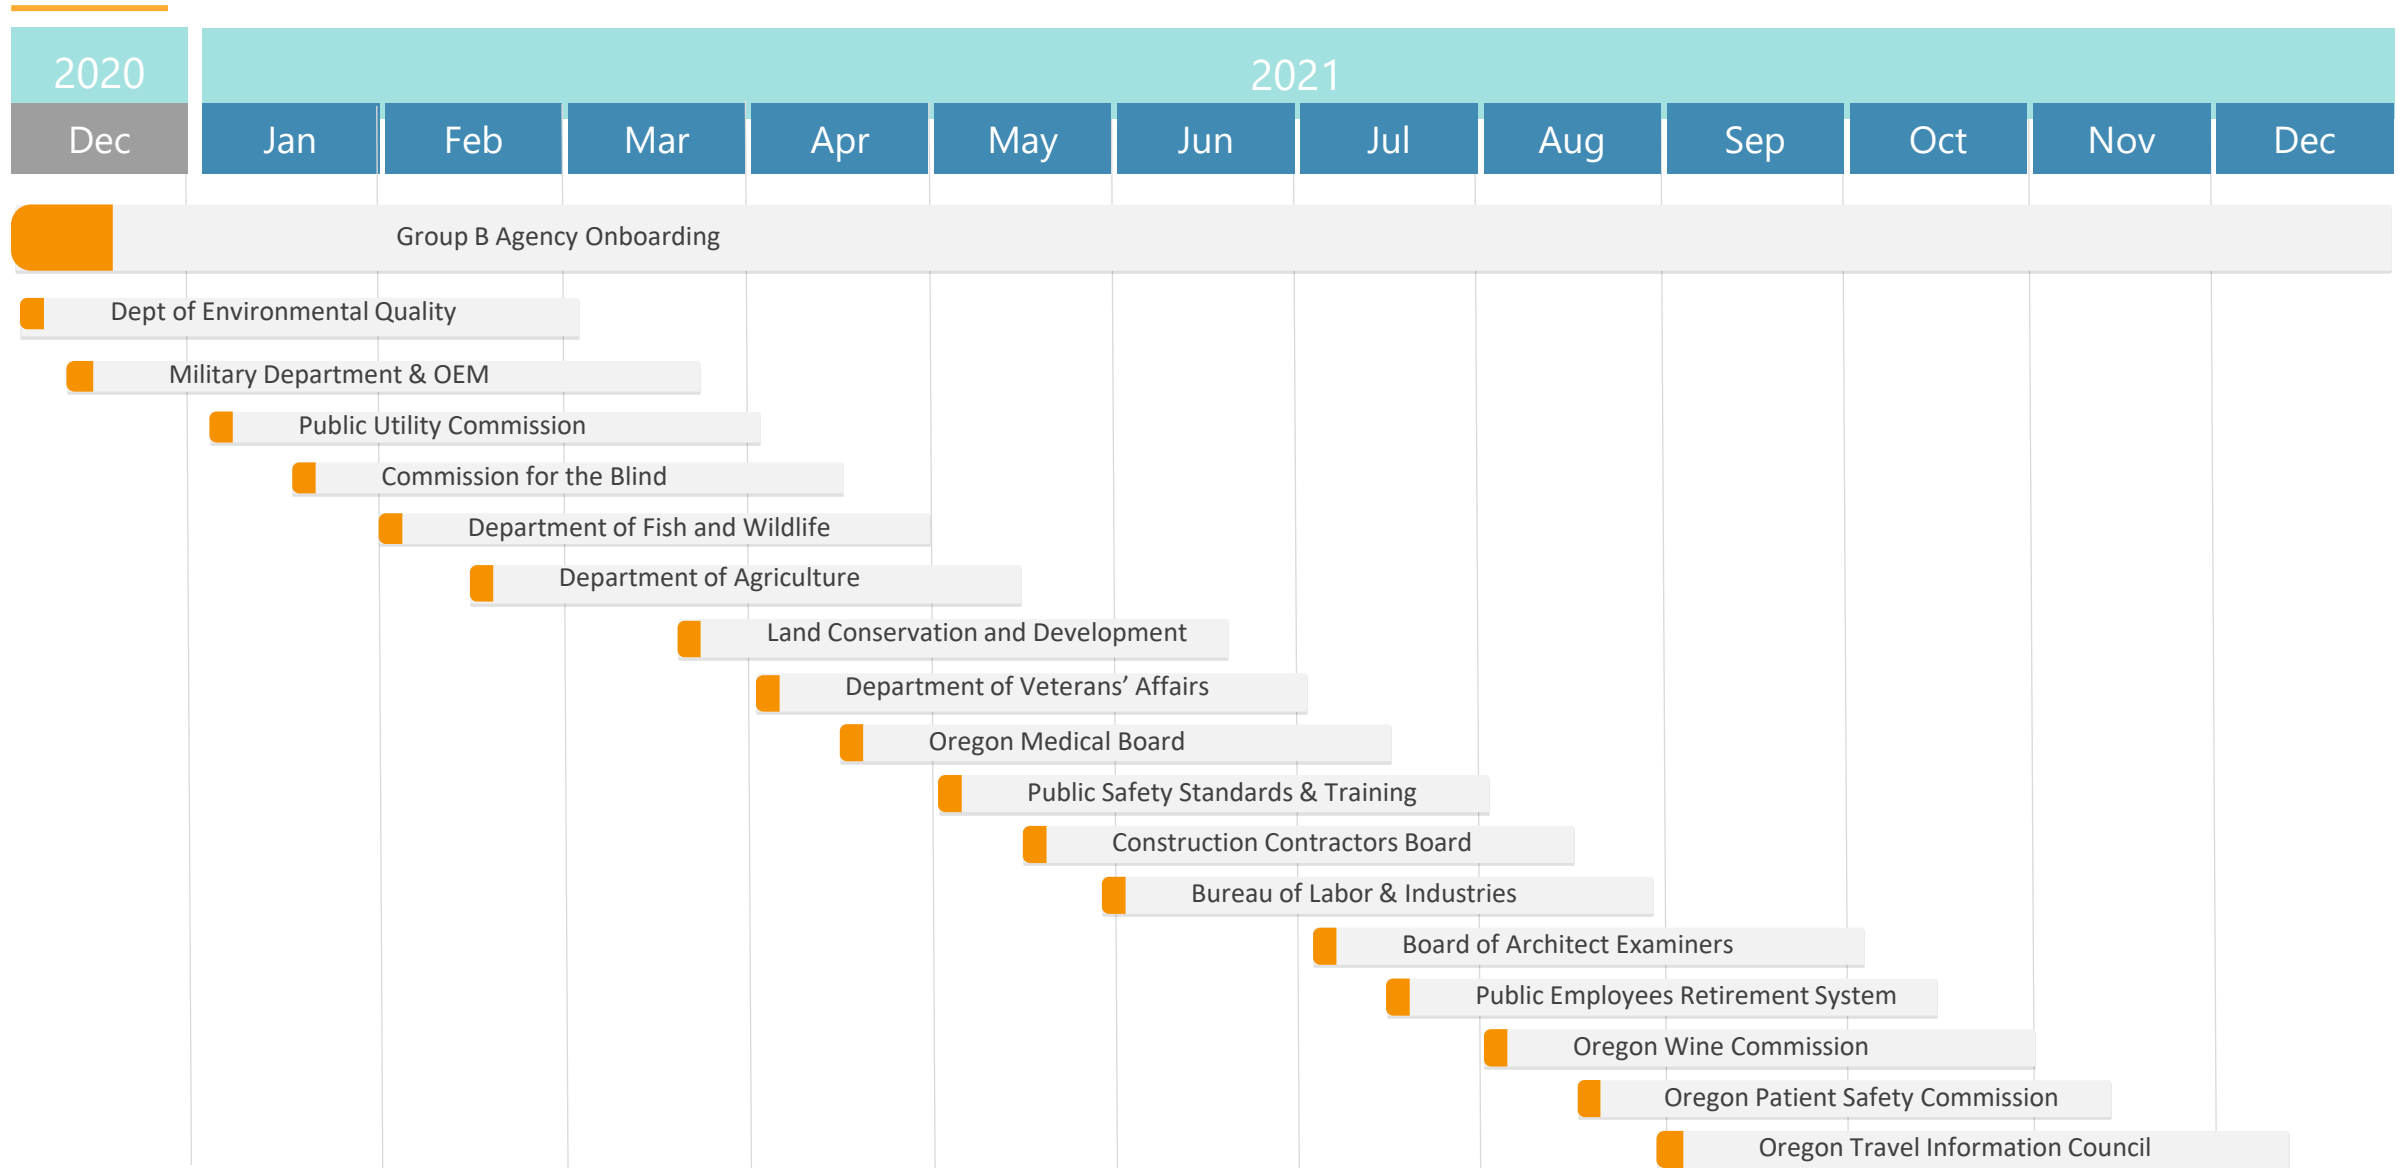 2020
2021
Dec Jan Feb Mar Apr May Jun Jul Aug Sep Oct Nov Dec
Group B Agency Onboarding
Dept of Environmental Quality
Military Department & OEM
Public Utility Commission
Commission for the Blind
Department of Fish and Wildlife
Department of Agriculture
Land Conservation and Development
Department of Veterans’ Affairs
Oregon Medical Board
Public Safety Standards & Training
Construction Contractors Board
Bureau of Labor & Industries
Board of Architect Examiners
Public Employees Retirement System
Oregon Wine Commission
Oregon Patient Safety Commission
Oregon Travel Information Council